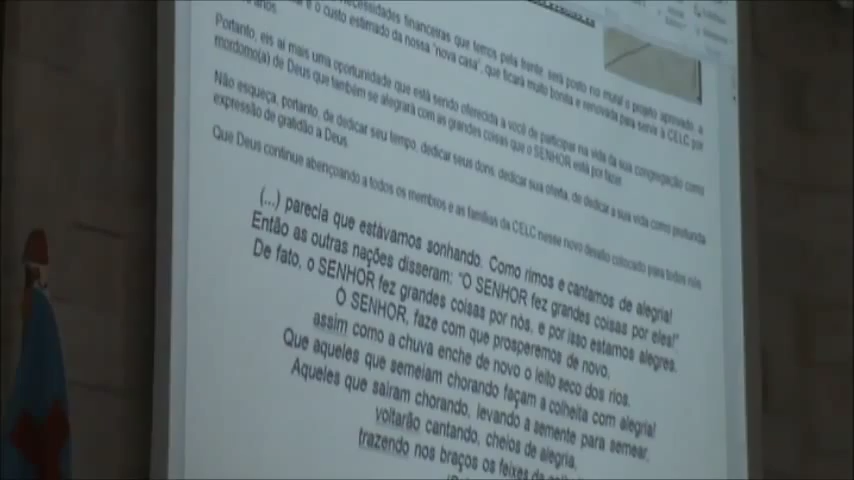 necessidades financeiras que temos pela frente, será posto no mural o projeto aprovado, a
e o custo estimado da nossa "nova casa", que ficará muito bonita e renovada para servir à CELC por
anos.
Portanto, eis aí mais uma oportunidade que está sendo oferecida a você de participar na vida da sua congregação como
mordomo(a) de Deus que também se alegrará com as grandes coisas que o SENHOR está por fazer.
Não esqueça, portanto, de dedicar seu tempo, dedicar seus dons, dedicar sua oferta, de dedicar a sua vida como profunda
expressão de gratidão a Deus.
Que Deus continue abençoando a todos os membros e as famílias da CELC nesse novo desafio colocado para todos nós.
(...) parecia que estávamos sonhando. Como rimos e cantamos de alegria!
Então as outras nações disseram: "O SENHOR fez grandes coisas por eles!"
De fato, o SENHOR fez grandes coisas por nós, e por isso estamos alegres.
Ó SENHOR, faze com que prosperemos de novo,
assim como a chuva enche de novo o leito seco dos rios.
Que aqueles que semeiam chorando façam a colheita com alegria!
Aqueles que saíram chorando, levando a semente para semear,
voltarão cantando, cheios de alegria,
trazendo nos braços os feixes da